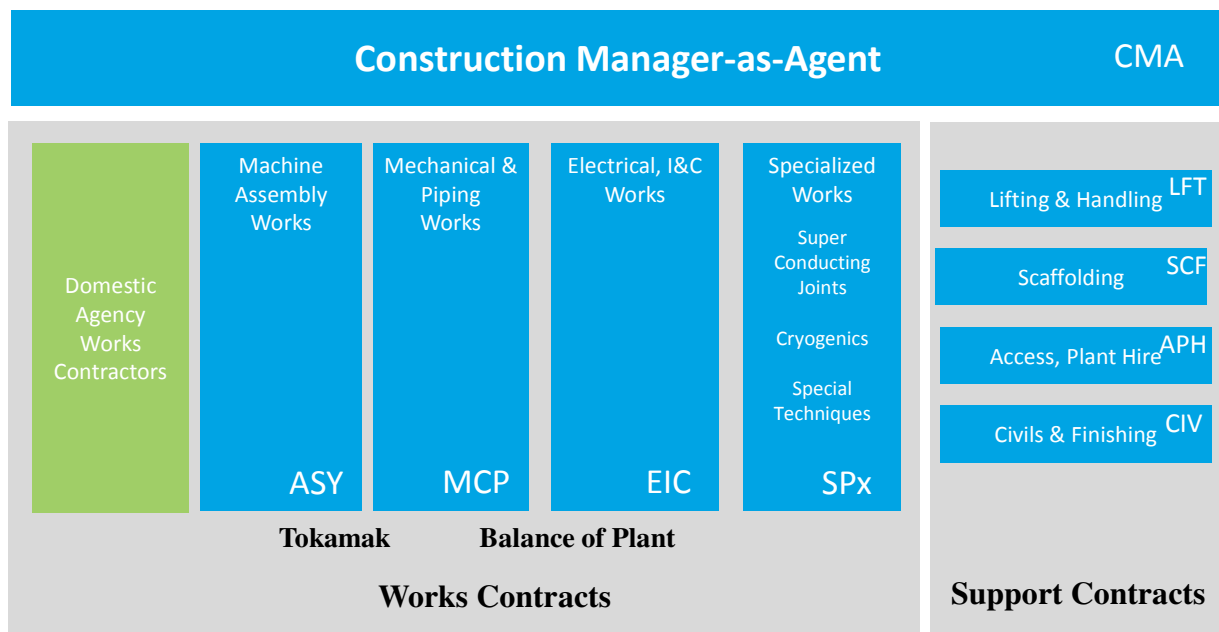 Construction Manager-as-Agent
CMA
Domestic
Agency
Works
Contractors
Machine
Assembly
Works
ASY
Mechanical &
Piping
Works
MCP
Electrical, I&C
Works
EIC
Specialized
Works
Super
Conducting
Joints
Cryogenics
Special
Techniques
SPx
Tokamak
Balance of Plant
Works Contracts
Lifting & Handling
LFT
Scaffolding
SCF
Access, Plant Hire
APH
Civils & Finishing
CIV
Support Contracts